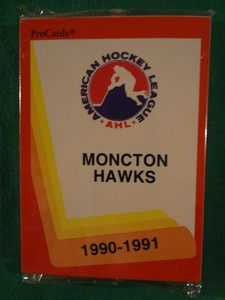 ProCards®
AMERICAN HOCKEY LEAGUE
AHL
MONCTON
HAWKS
1990-1991